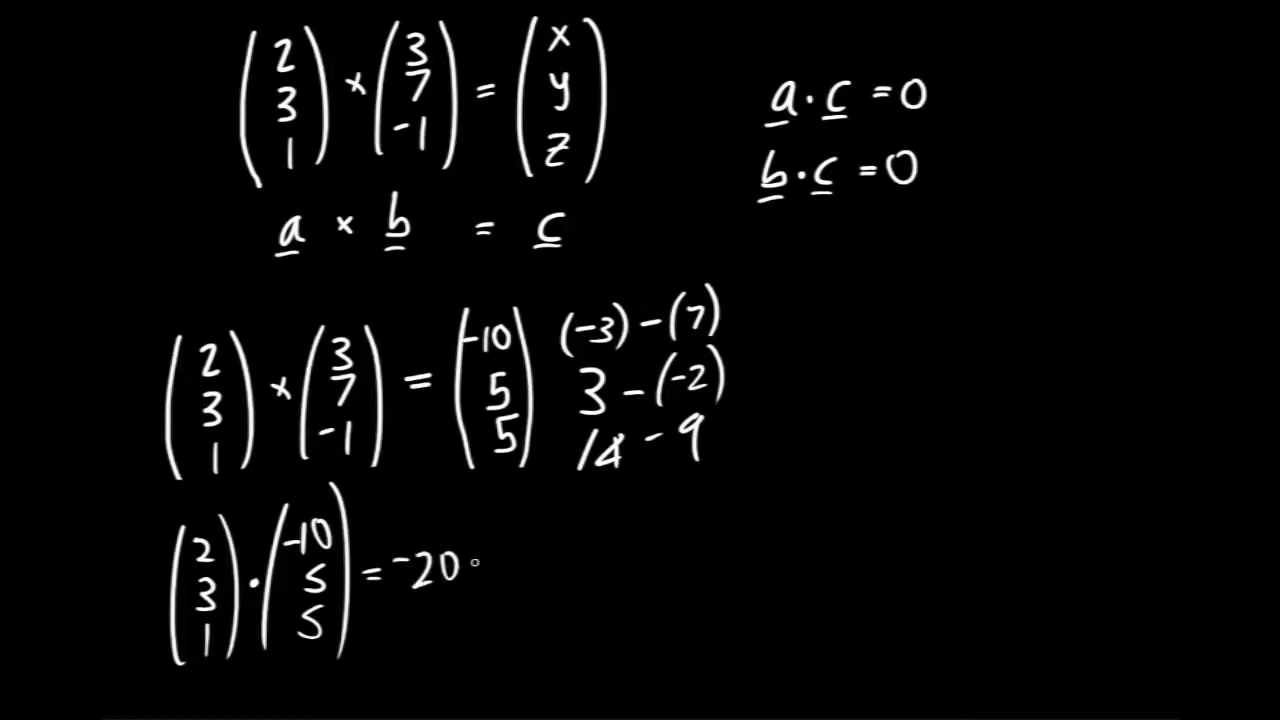 (2 3 1) × (3 7 -1) = (x y z)
a × b = c
a · c = 0
b · c = 0
(2 3 1) × (3 7 -1) = (-10 5 5)
(-3) - (7)
3 - (-2)
14 - 9
(2 3 1) · (-10 5 5) = -20